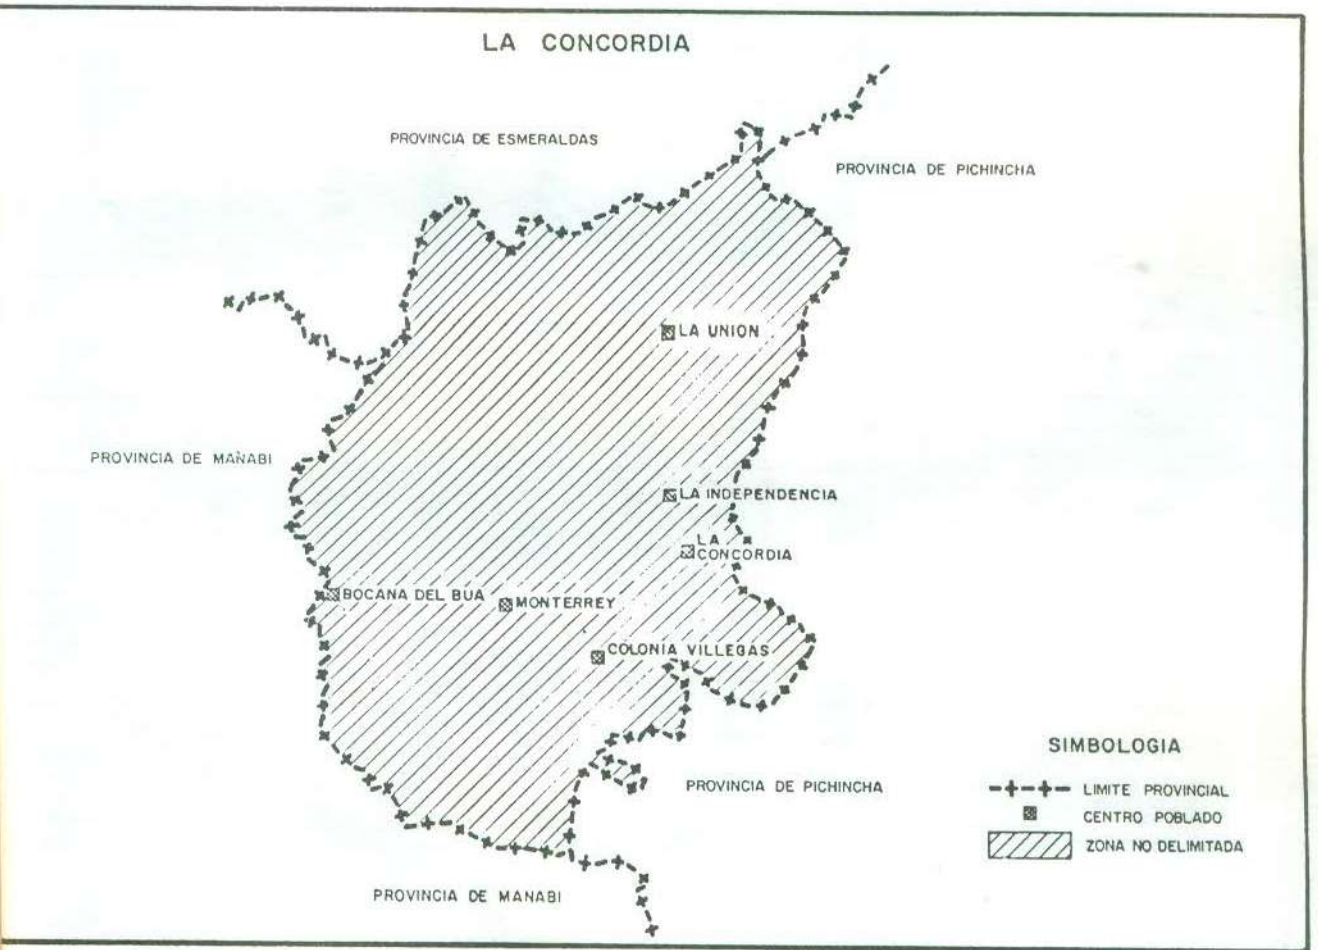 LA CONCORDIA
PROVINCIA DE ESMERALDAS
PROVINCIA DE PICHINCHA
LA UNION
PROVINCIA DE MANABI
LA INDEPENDENCIA
LA
CONCORDIA
BOCANA DEL BUA
MONTERREY
COLONIA VILLEGAS
PROVINCIA DE PICHINCHA
PROVINCIA DE MANABI
SIMBOLOGIA
LIMITE PROVINCIAL
CENTRO POBLADO
ZONA NO DELIMITADA